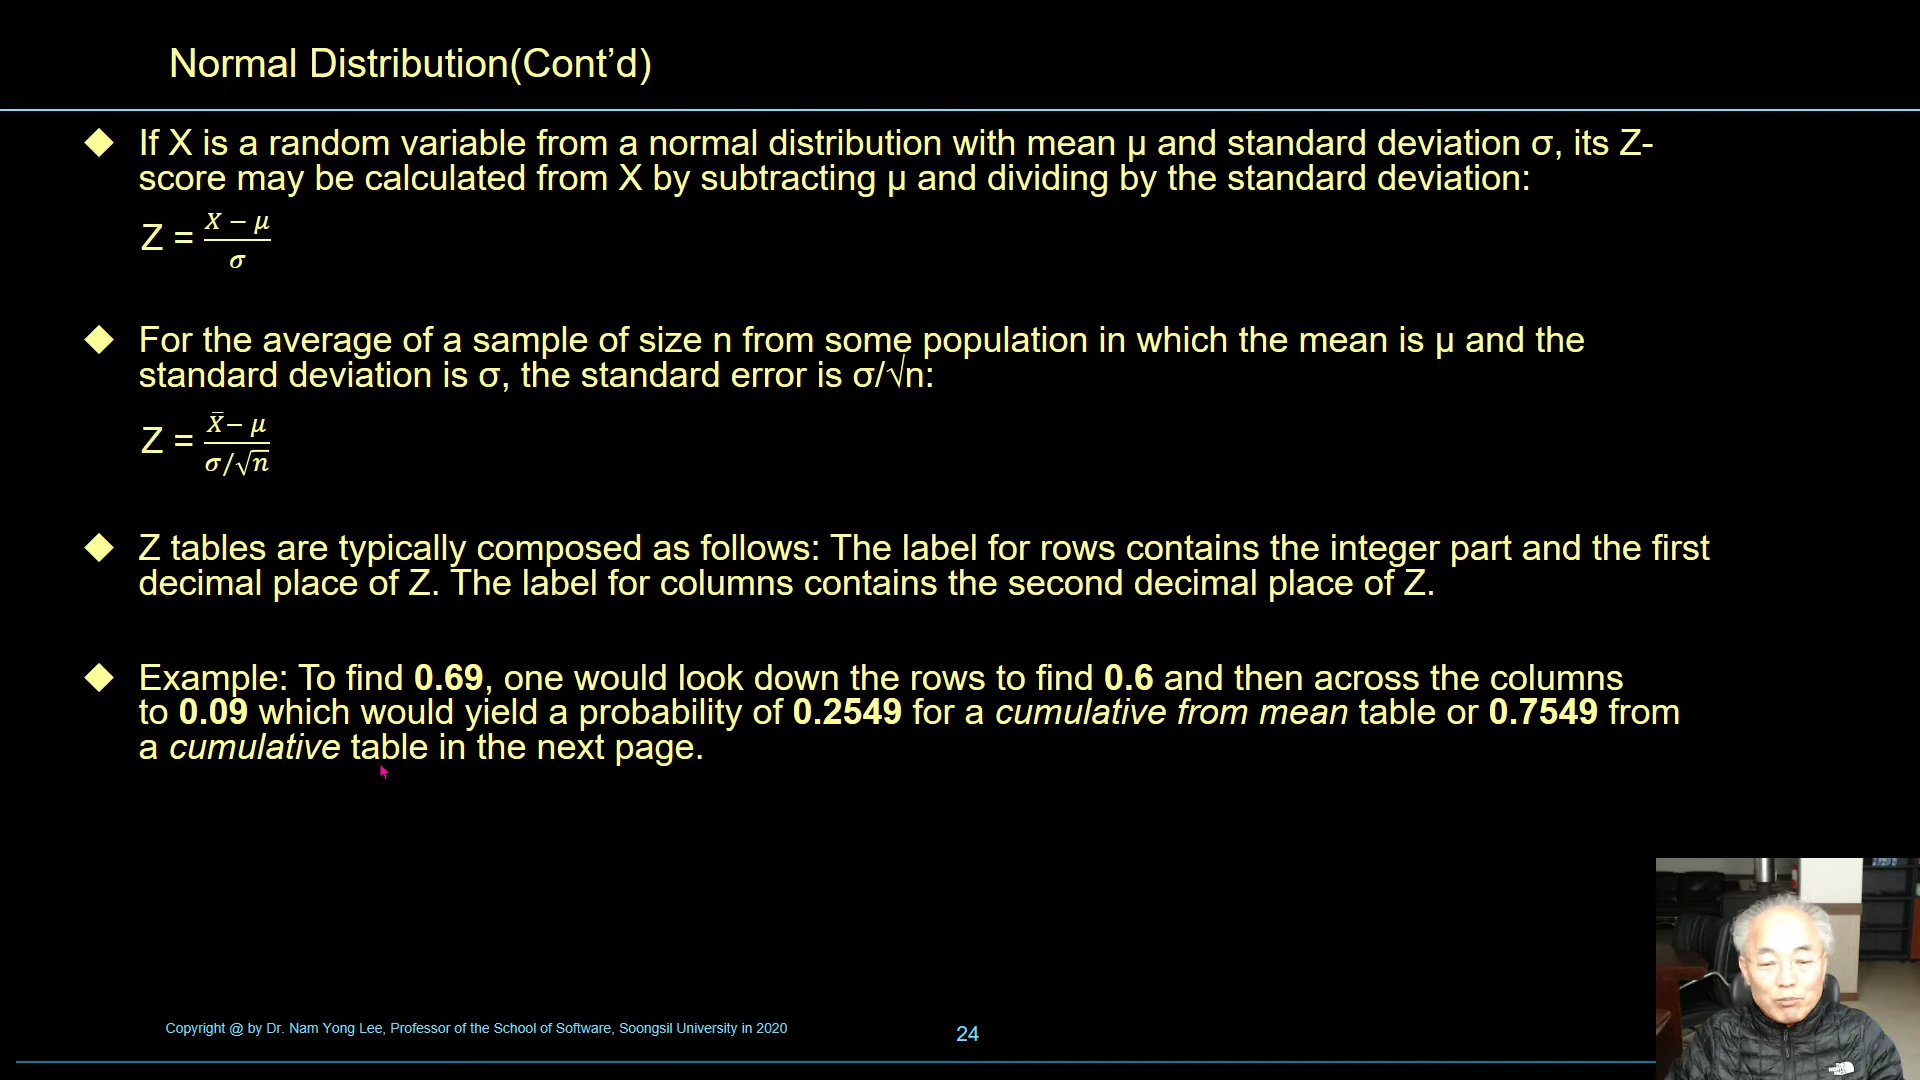 Normal Distribution(Cont’d)
If X is a random variable from a normal distribution with mean μ and standard deviation σ, its Z-
score may be calculated from X by subtracting μ and dividing by the standard deviation:
Z = (X − μ) / σ
For the average of a sample of size n from some population in which the mean is μ and the
standard deviation is σ, the standard error is σ/√n:
Z = (X̄ − μ) / (σ/√n)
Z tables are typically composed as follows: The label for rows contains the integer part and the first
decimal place of Z. The label for columns contains the second decimal place of Z.
Example: To find 0.69, one would look down the rows to find 0.6 and then across the columns
to 0.09 which would yield a probability of 0.2549 for a cumulative from mean table or 0.7549 from
a cumulative table in the next page.
Copyright @ by Dr. Nam Yong Lee, Professor of the School of Software, Soongsil University in 2020
24